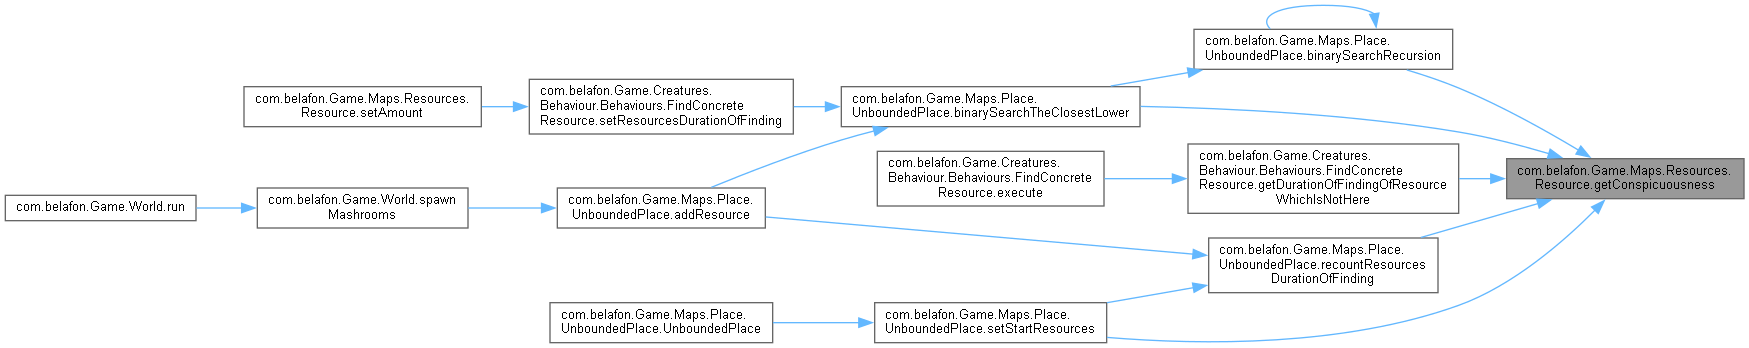 com.belafon.Game.Maps.Place.
UnboundedPlace.binarySearchRecursion
com.belafon.Game.Creatures.
Behaviour.Behaviours.FindConcrete
Resource.setResourcesDurationOfFinding
com.belafon.Game.Maps.Resources.
Resource.setAmount
com.belafon.Game.Maps.Place.
UnboundedPlace.binarySearchTheClosestLower
com.belafon.Game.Creatures.
Behaviour.Behaviours.FindConcrete
Resource.execute
com.belafon.Game.Creatures.
Behaviour.Behaviours.FindConcrete
Resource.getDurationOfFindingOfResource
WhichIsNotHere
com.belafon.Game.Maps.Resources.
Resource.getConspicuousness
com.belafon.Game.World.run
com.belafon.Game.World.spawn
Mashrooms
com.belafon.Game.Maps.Place.
UnboundedPlace.addResource
com.belafon.Game.Maps.Place.
UnboundedPlace.recountResources
DurationOfFinding
com.belafon.Game.Maps.Place.
UnboundedPlace.UnboundedPlace
com.belafon.Game.Maps.Place.
UnboundedPlace.setStartResources